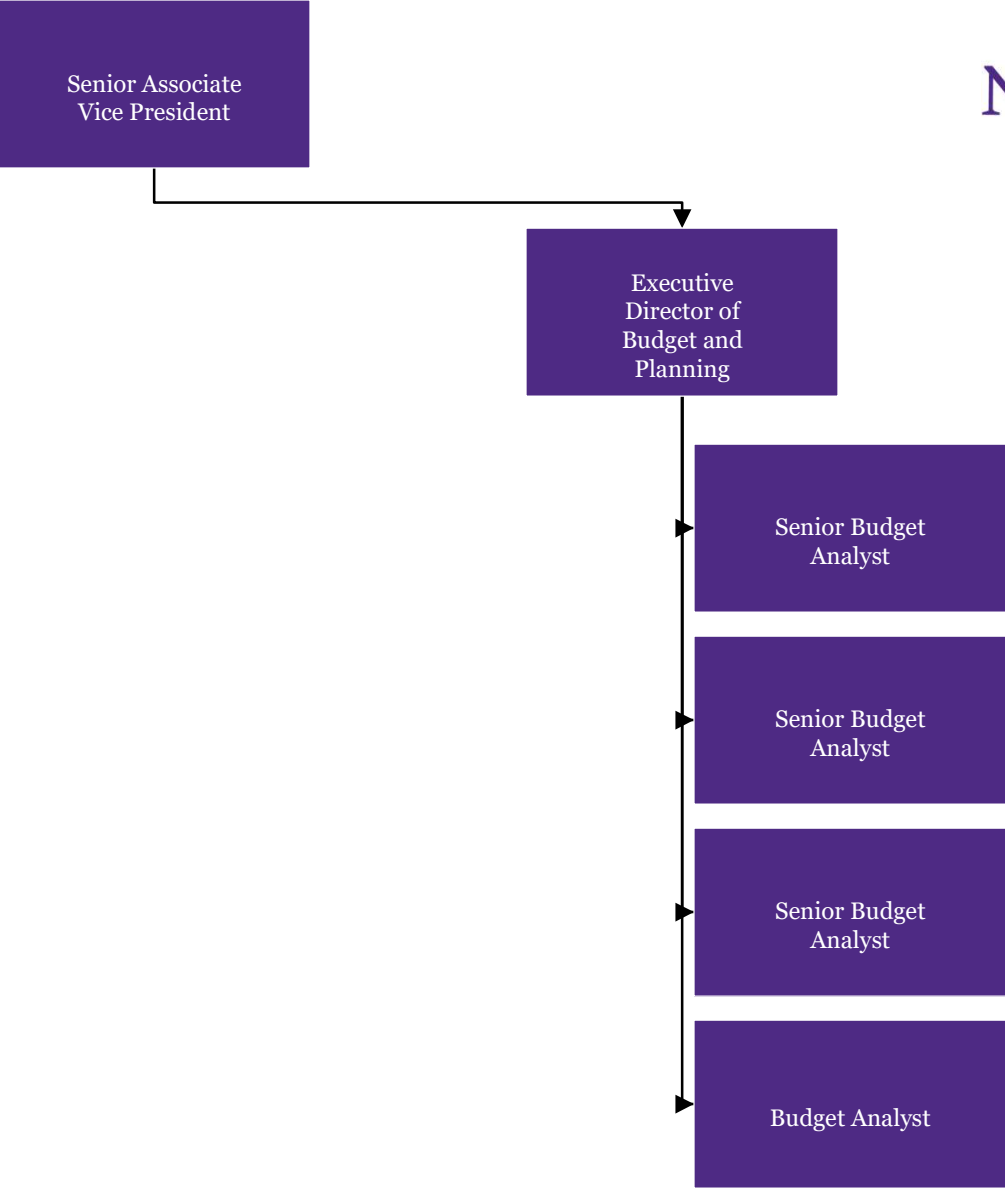 Senior Associate
Vice President
N
Executive
Director of
Budget and
Planning
Senior Budget
Analyst
Senior Budget
Analyst
Senior Budget
Analyst
Budget Analyst